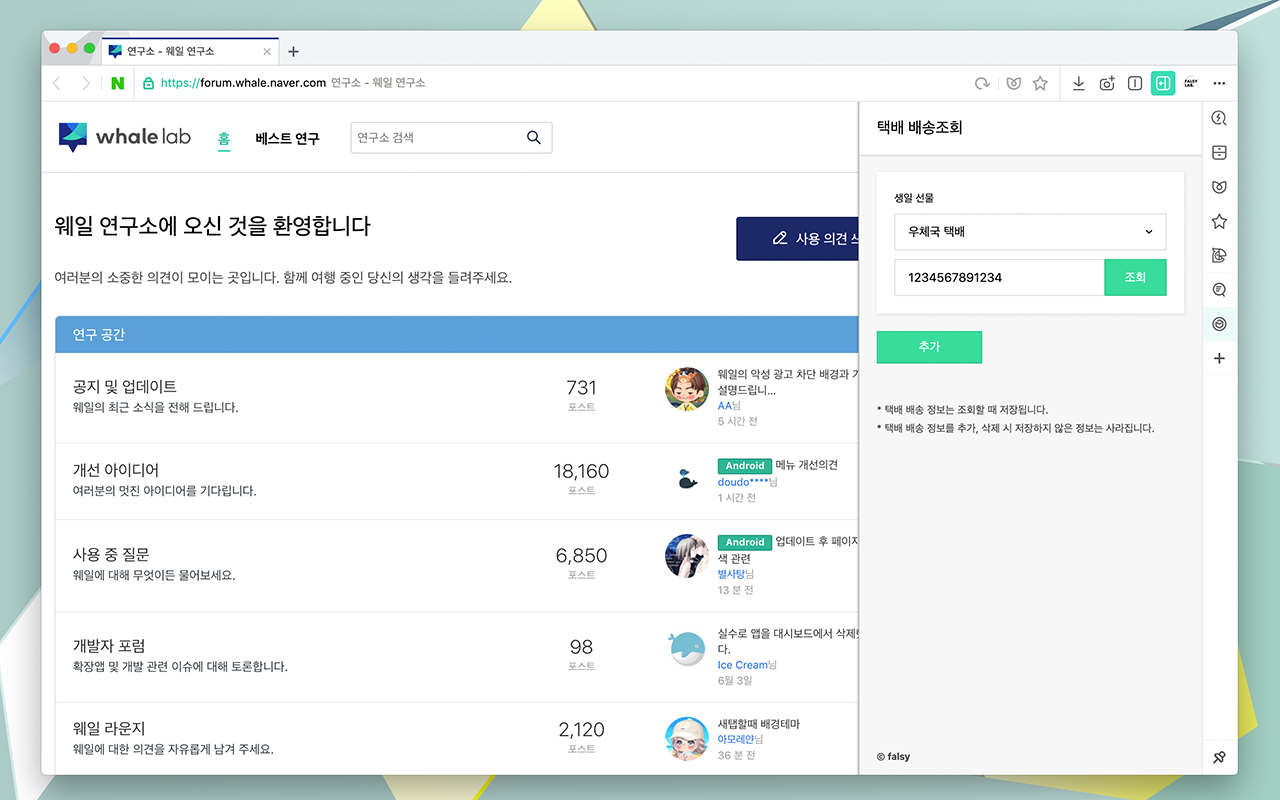 연구소 - 웨일 연구소
N
https://forum.whale.naver.com 연구소 - 웨일 연구소
FALSY LAB.
whale lab
홈
베스트 연구
연구소 검색
웨일 연구소에 오신 것을 환영합니다
사용 의견 쓰
여러분의 소중한 의견이 모이는 곳입니다. 함께 여행 중인 당신의 생각을 들려주세요.
연구 공간
공지 및 업데이트
웨일의 최근 소식을 전해 드립니다.
731
포스트
웨일의 악성 광고 차단 배경과 기
설명드립니...
AA님
5 시간 전
개선 아이디어
여러분의 멋진 아이디어를 기다립니다.
18,160
포스트
Android 메뉴 개선의견
doudo****님
1 시간 전
사용 중 질문
웨일에 대해 무엇이든 물어보세요.
6,850
포스트
Android 업데이트 후 페이지
색 관련
별사탕님
13 분 전
개발자 포럼
확장앱 및 개발 관련 이슈에 대해 토론합니다.
98
포스트
실수로 앱을 대시보드에서 삭제했
다.
Ice Cream님
6월 3일
웨일 라운지
웨일에 대한 의견을 자유롭게 남겨 주세요.
2,120
포스트
새탭할때 배경테마
아모레얀님
36 분 전
택배 배송조회
생일 선물
우체국 택배
1234567891234
조회
추가
* 택배 배송 정보는 조회할 때 저장됩니다.
* 택배 배송 정보를 추가, 삭제 시 저장하지 않은 정보는 사라집니다.
© falsy